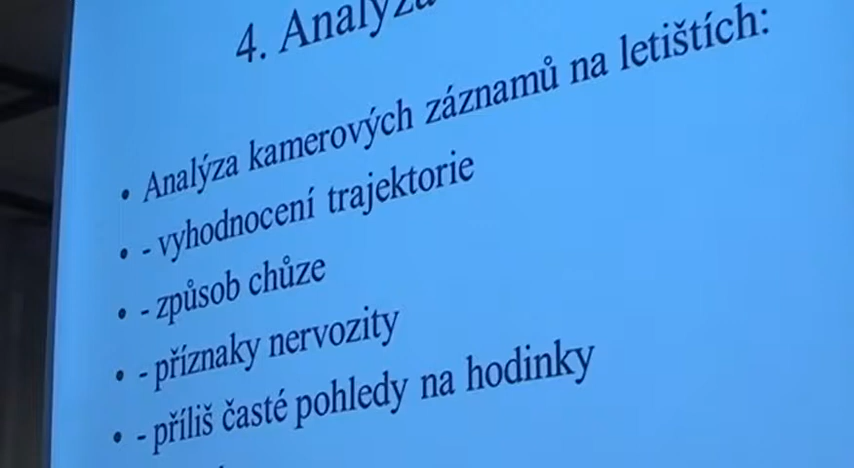 4. Analýza
• Analýza kamerových záznamů na letištích:
• - vyhodnocení trajektorie
• - způsob chůze
• - příznaky nervozity
• - příliš časté pohledy na hodinky